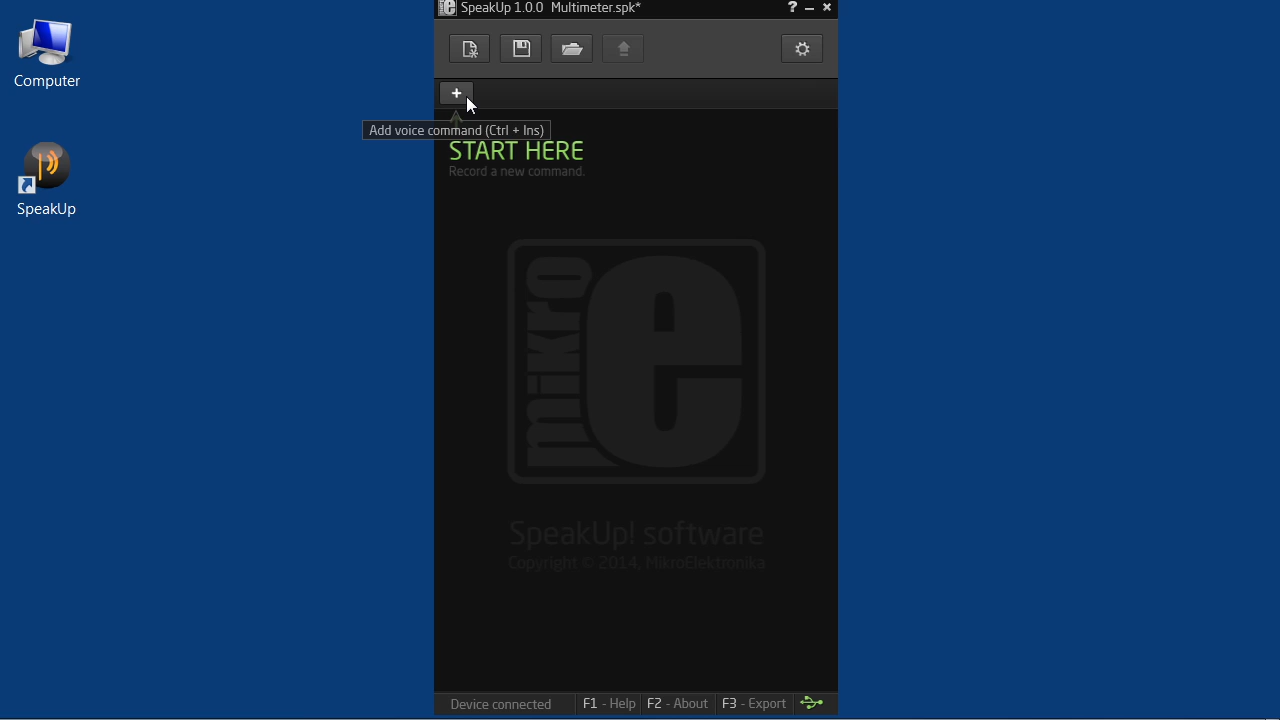 SpeakUp 1.0.0 Multimeter.spk*
?
Computer
Add voice command (Ctrl + Ins)
START HERE
Record a new command.
SpeakUp
mikro
e
SpeakUp! software
Copyright © 2014, MikroElektronika
Device connected
F1 - Help
F2 - About
F3 - Export